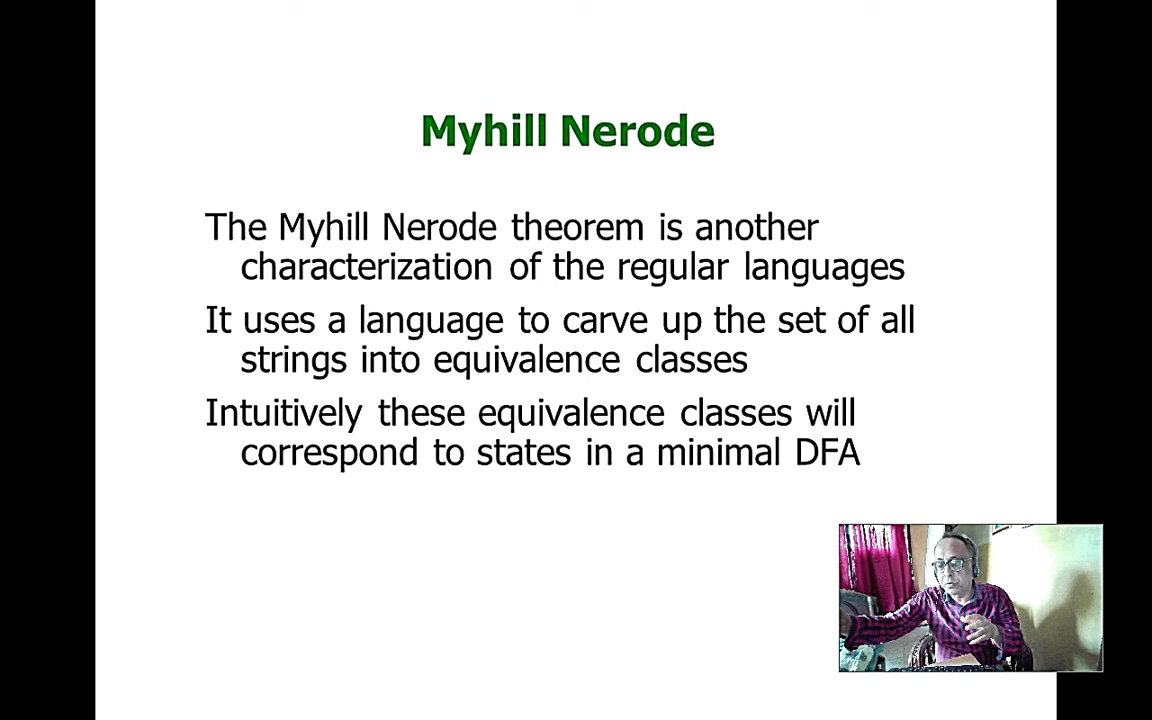 Myhill Nerode
The Myhill Nerode theorem is another
characterization of the regular languages
It uses a language to carve up the set of all
strings into equivalence classes
Intuitively these equivalence classes will
correspond to states in a minimal DFA